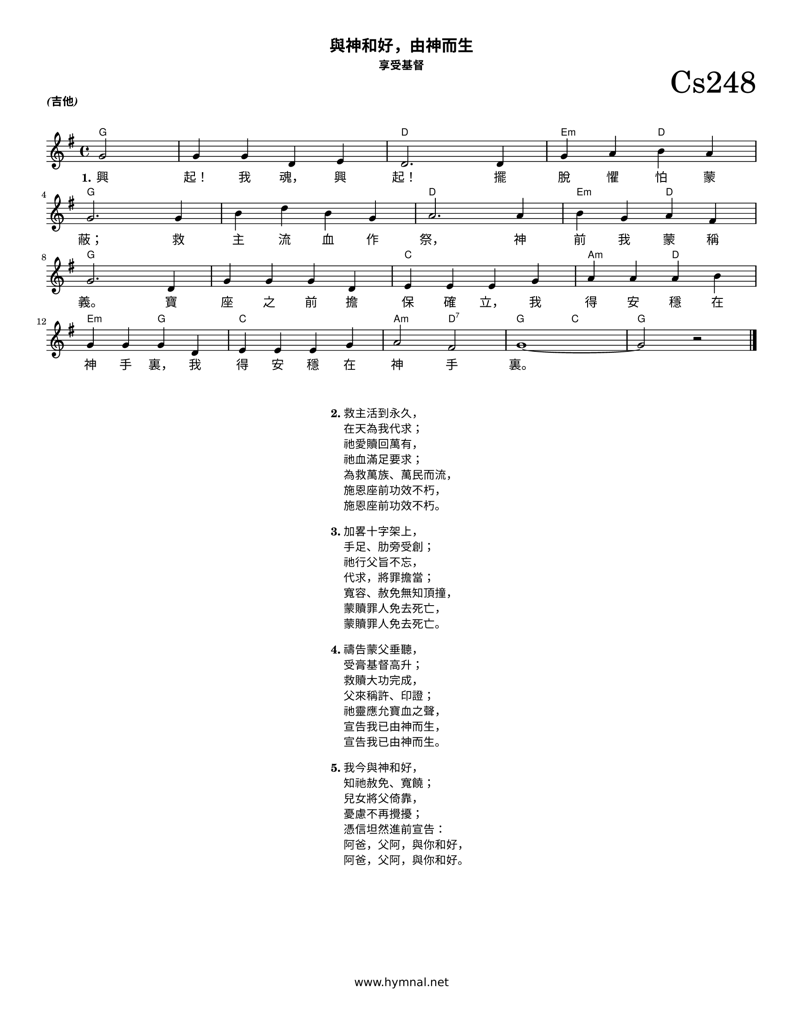 與神和好，由神而生
享受基督
Cs248
(吉他)
G D Em D
1. 興 起！ 我 魂， 興 起！ 擺 脫 懼 怕 蒙
4 G D Em D
蔽； 救 主 流 血 作 祭， 神 前 我 蒙 稱
8 G C Am D
義。 寶 座 之 前 擔 保 確 立， 我 得 安 穩 在
12 Em G C Am D7 G C G
神 手 裏， 我 得 安 穩 在 神 手 裏。
2. 救主活到永久，
在天為我代求；
祂愛贖回萬有，
祂血滿足要求；
為救萬族、萬民而流，
施恩座前功效不朽，
施恩座前功效不朽。
3. 加畧十字架上，
手足、肋旁受創；
祂行父旨不忘，
代求，將罪擔當；
寬容、赦免無知頂撞，
蒙贖罪人免去死亡，
蒙贖罪人免去死亡。
4. 禱告蒙父垂聽，
受膏基督高升；
救贖大功完成，
父來稱許、印證；
祂靈應允寶血之聲，
宣告我已由神而生，
宣告我已由神而生。
5. 我今與神和好，
知祂赦免、寬饒；
兒女將父倚靠，
憂慮不再攪擾；
憑信坦然進前宣告：
阿爸，父阿，與你和好，
阿爸，父阿，與你和好。
www.hymnal.net